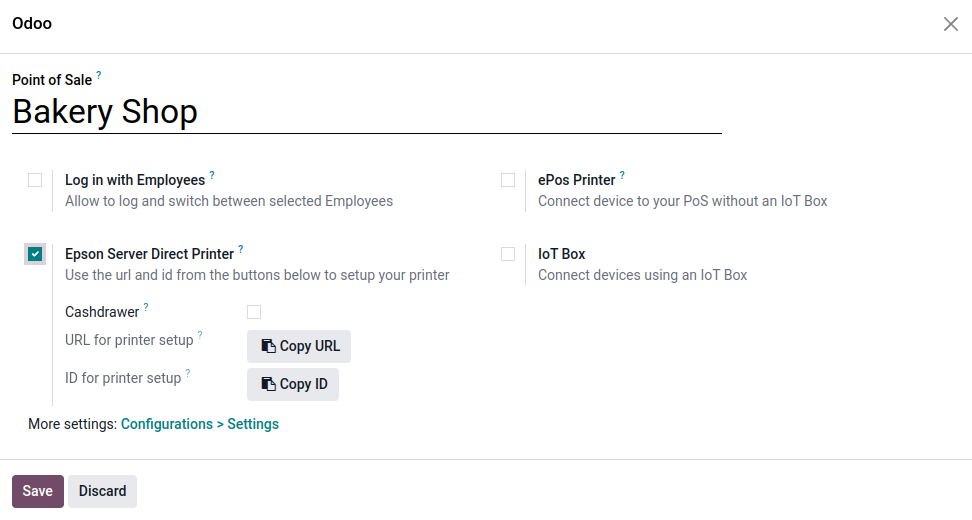 Odoo
Point of Sale ?
Bakery Shop
Log in with Employees ?
Allow to log and switch between selected Employees
ePos Printer ?
Connect device to your PoS without an IoT Box
Epson Server Direct Printer ?
Use the url and id from the buttons below to setup your printer
IoT Box
Connect devices using an IoT Box
Cashdrawer ?
URL for printer setup ?
Copy URL
ID for printer setup ?
Copy ID
More settings: Configurations > Settings
Save
Discard